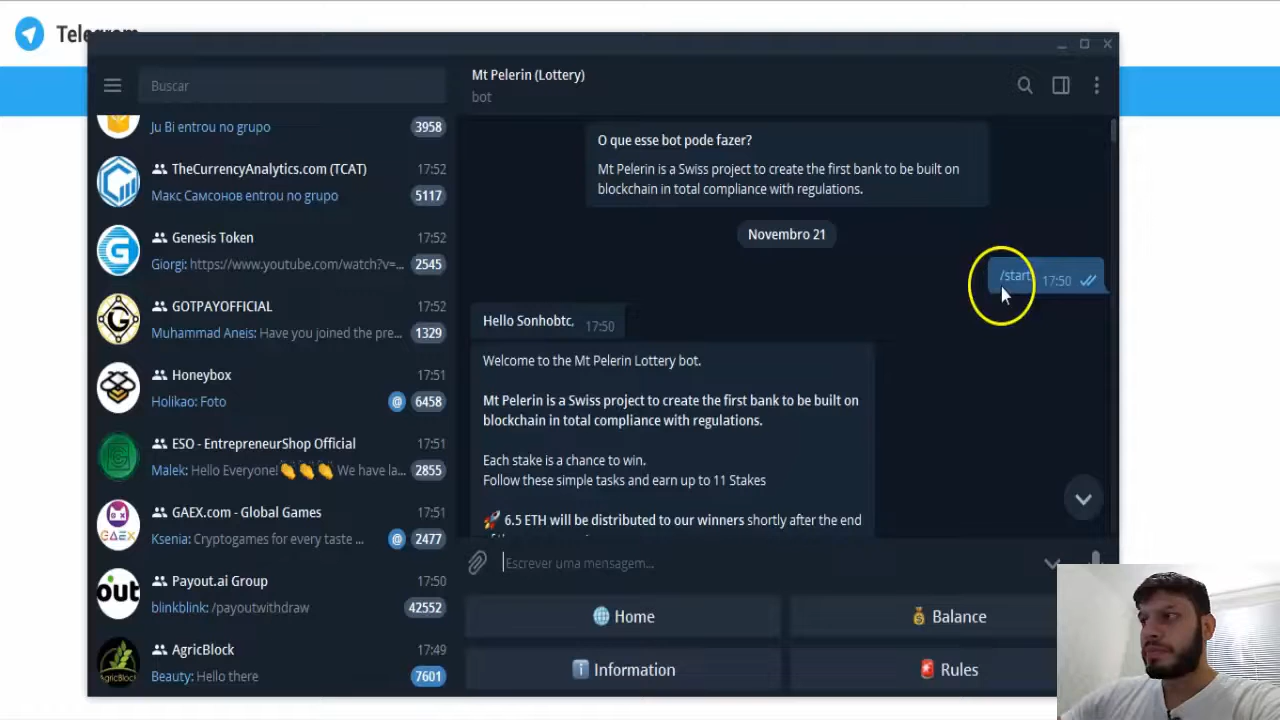 Telegram
Buscar
Ju Bi entrou no grupo
3958
TheCurrencyAnalytics.com (TCAT)
17:52
Макс Самсонов entrou no grupo
5117
Genesis Token
17:52
Giorgi: https://www.youtube.com/watch?v=...
2545
GOTPAYOFFICIAL
17:52
Muhammad Aneis: Have you joined the pre...
1329
Honeybox
17:51
Holikao: Foto
@
6458
ESO - EntrepreneurShop Official
17:51
Malek: Hello Everyone!👏👏👏 We have la...
2855
GAEX.com - Global Games
17:51
Ksenia: Cryptogames for every taste ...
@
2477
Payout.ai Group
17:50
blinkblink: /payoutwithdraw
42552
AgricBlock
17:49
Beauty: Hello there
7601
Mt Pelerin (Lottery)
bot
O que esse bot pode fazer?
Mt Pelerin is a Swiss project to create the first bank to be built on
blockchain in total compliance with regulations.
Novembro 21
/start
17:50
Hello Sonhobtc,
17:50
Welcome to the Mt Pelerin Lottery bot.
Mt Pelerin is a Swiss project to create the first bank to be built on
blockchain in total compliance with regulations.
Each stake is a chance to win.
Follow these simple tasks and earn up to 11 Stakes
🚀 6.5 ETH will be distributed to our winners shortly after the end
Escrever uma mensagem...
Home
Balance
Information
Rules